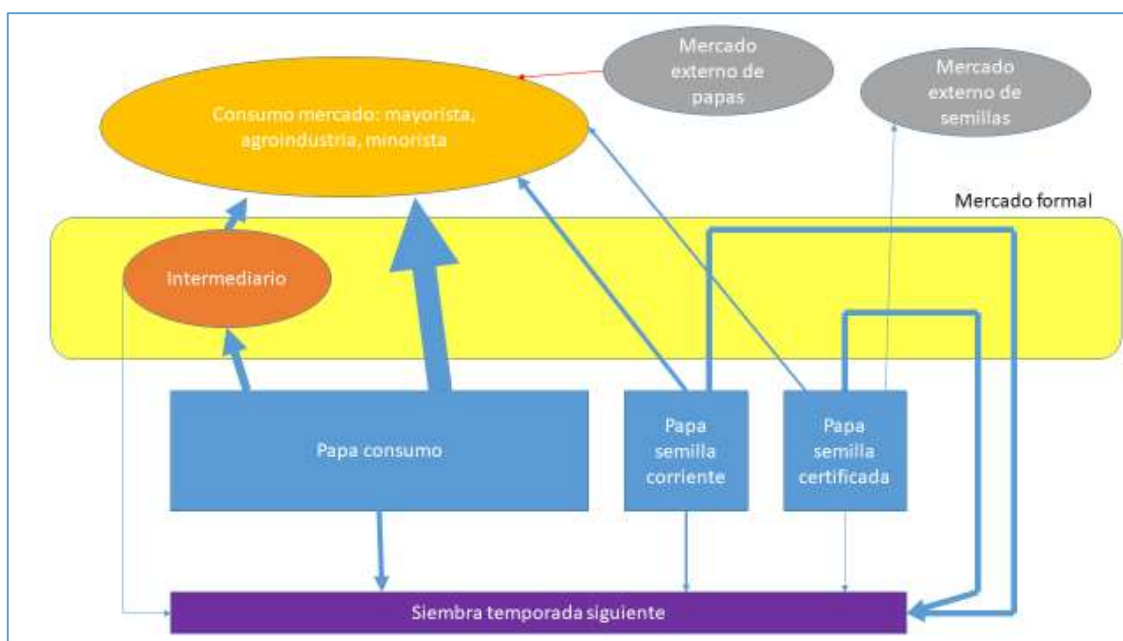 Mercado
externo de
papas
Mercado
externo de
semillas
Consumo mercado: mayorista,
agroindustria, minorista
Mercado formal
Intermediario
Papa consumo
Papa
semilla
corriente
Papa
semilla
certificada
Siembra temporada siguiente